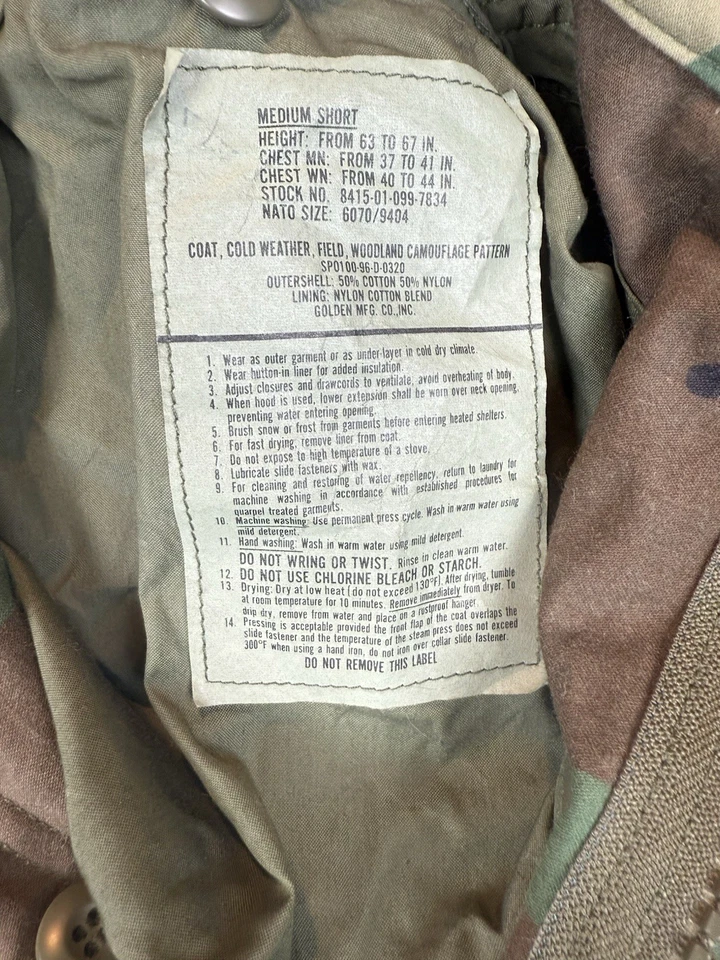 MEDIUM SHORT
HEIGHT: FROM 63 TO 67 IN.
CHEST MN: FROM 37 TO 41 IN.
CHEST WN: FROM 40 TO 44 IN.
STOCK NO. 8415-01-099-7834
NATO SIZE: 6070/9404
COAT, COLD WEATHER, FIELD, WOODLAND CAMOUFLAGE PATTERN
SPO100-96-D-0320
OUTERSHELL: 50% COTTON 50% NYLON
LINING: NYLON COTTON BLEND
GOLDEN MFG. CO.,INC.
1. Wear as outer garment or as under-layer in cold dry climate.
2. Wear button-in liner for added insulation.
3. Adjust closures and drawcords to ventilate, avoid overheating of body.
4. When hood is used, lower extension shall be worn over neck opening,
preventing water entering opening.
5. Brush snow or frost from garments before entering heated shelters.
6. For fast drying, remove liner from coat.
7. Do not expose to high temperature of a stove.
8. Lubricate slide fasteners with wax.
9. For cleaning and restoring of water repellency, return to laundry for
machine washing in accordance with established procedures for
quarpel treated garments.
10. Machine washing: Use permanent press cycle. Wash in warm water using
mild detergent.
11. Hand washing: Wash in warm water using mild detergent.
DO NOT WRING OR TWIST. Rinse in clean warm water.
12. DO NOT USE CHLORINE BLEACH OR STARCH.
13. Drying: Dry at low heat (do not exceed 130°F). After drying, tumble
at room temperature for 10 minutes. Remove immediately from dryer. To
drip dry, remove from water and place on a rustproof hanger.
14. Pressing is acceptable provided the front flap of the coat overlaps the
slide fastener and the temperature of the steam press does not exceed
300°F when using a hand iron, do not iron over collar slide fastener.
DO NOT REMOVE THIS LABEL